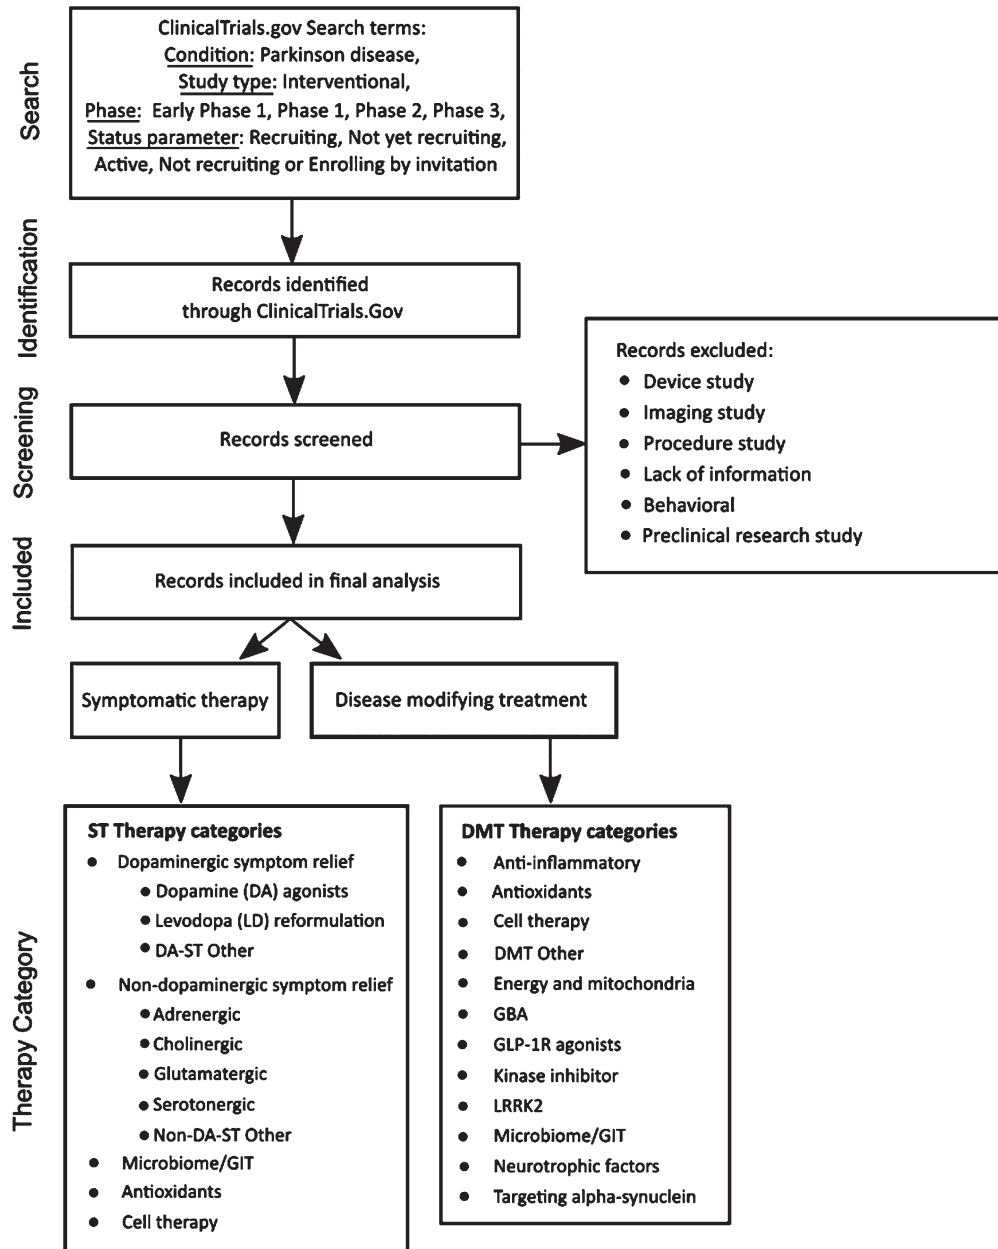 Search
ClinicalTrials.gov Search terms:
Condition: Parkinson disease,
Study type: Interventional,
Phase: Early Phase 1, Phase 1, Phase 2, Phase 3,
Status parameter: Recruiting, Not yet recruiting,
Active, Not recruiting or Enrolling by invitation
Identification
Records identified
through ClinicalTrials.Gov
Screening
Records screened
Records excluded:
● Device study
● Imaging study
● Procedure study
● Lack of information
● Behavioral
● Preclinical research study
Included
Records included in final analysis
Symptomatic therapy
Disease modifying treatment
Therapy Category
ST Therapy categories
● Dopaminergic symptom relief
● Dopamine (DA) agonists
● Levodopa (LD) reformulation
● DA-ST Other
● Non-dopaminergic symptom relief
● Adrenergic
● Cholinergic
● Glutamatergic
● Serotonergic
● Non-DA-ST Other
● Microbiome/GIT
● Antioxidants
● Cell therapy
DMT Therapy categories
● Anti-inflammatory
● Antioxidants
● Cell therapy
● DMT Other
● Energy and mitochondria
● GBA
● GLP-1R agonists
● Kinase inhibitor
● LRRK2
● Microbiome/GIT
● Neurotrophic factors
● Targeting alpha-synuclein